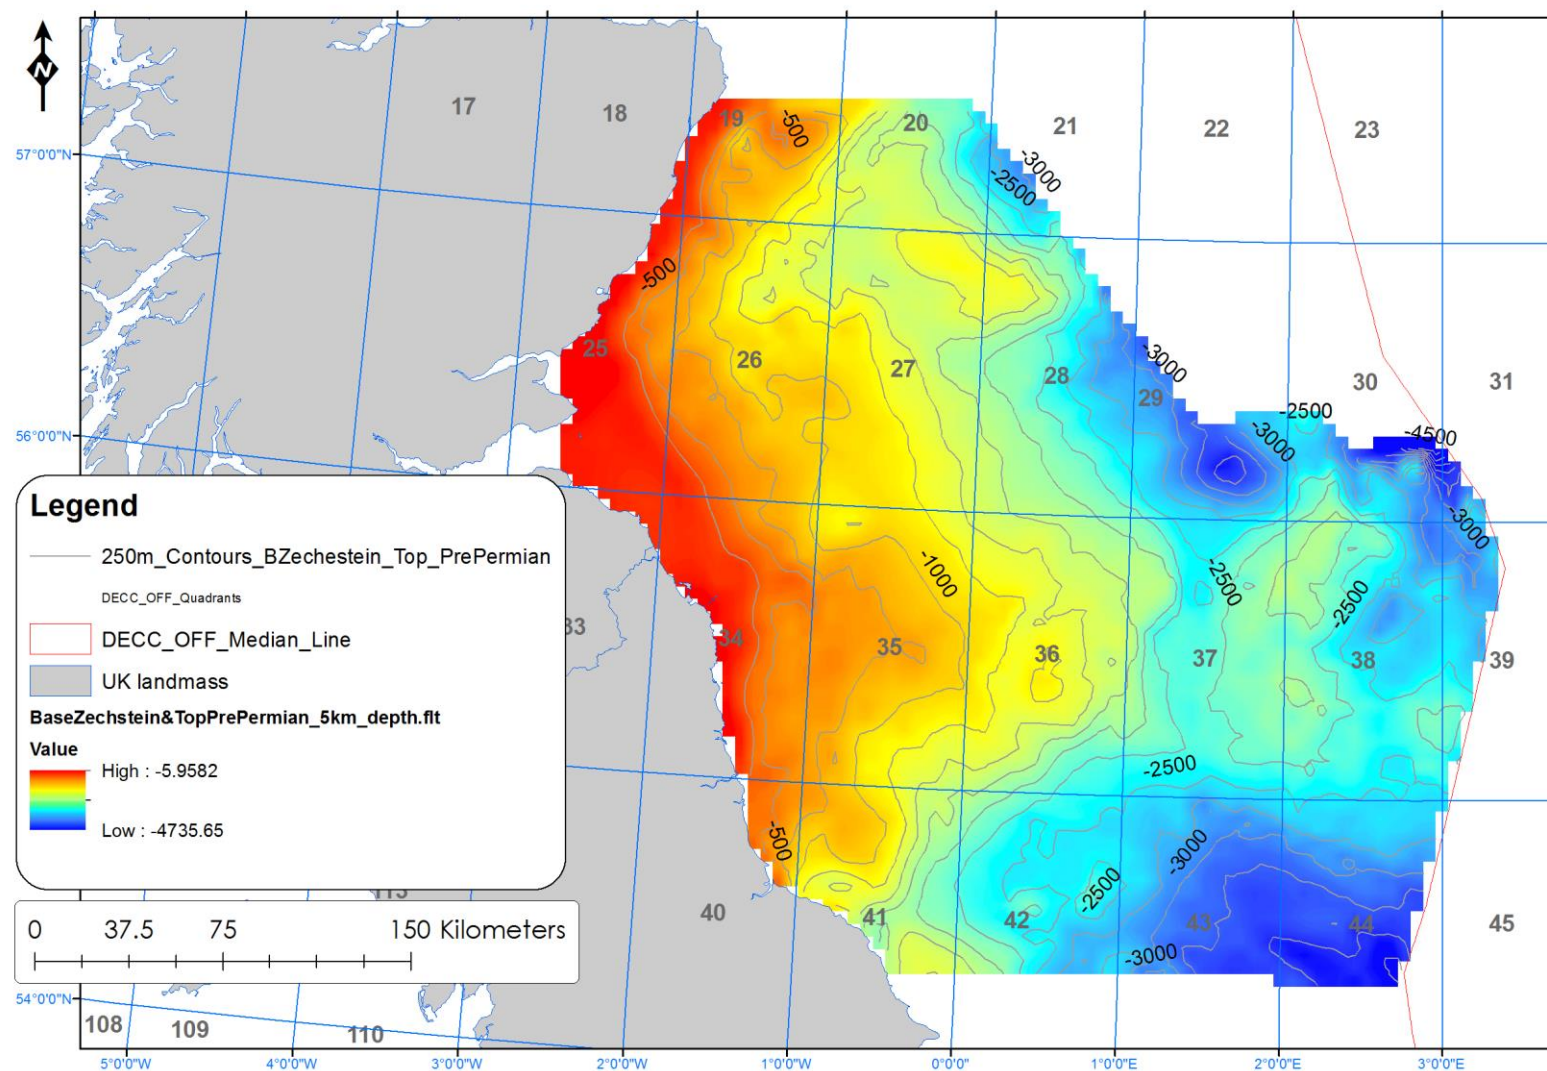 N
17
18
19
20
21
22
23
-500
-3000
-2500
57°0'0"N
-500
25
26
27
28
29
30
31
-3000
-2500
-3000
-4500
56°0'0"N
-3000
Legend
250m_Contours_BZechestein_Top_PrePermian
DECC_OFF_Quadrants
DECC_OFF_Median_Line
UK landmass
BaseZechstein&TopPrePermian_5km_depth.flt
Value
High : -5.9582
Low : -4735.65
-1000
-2500
-2500
33
34
35
36
37
38
39
-2500
-500
-3000
-2500
40
41
42
43
44
45
-3000
0 37.5 75 150 Kilometers
54°0'0"N
108
109
110
5°0'0"W
4°0'0"W
3°0'0"W
2°0'0"W
1°0'0"W
0°0'0"
1°0'0"E
2°0'0"E
3°0'0"E